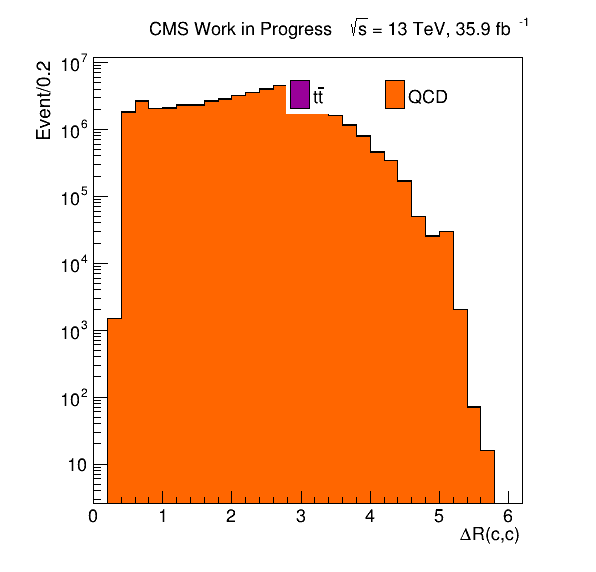 CMS Work in Progress √s = 13 TeV, 35.9 fb⁻¹
Event/0.2
10⁷
10⁶
10⁵
10⁴
10³
10²
10
tt̄ QCD
0 1 2 3 4 5 6
ΔR(c,c)